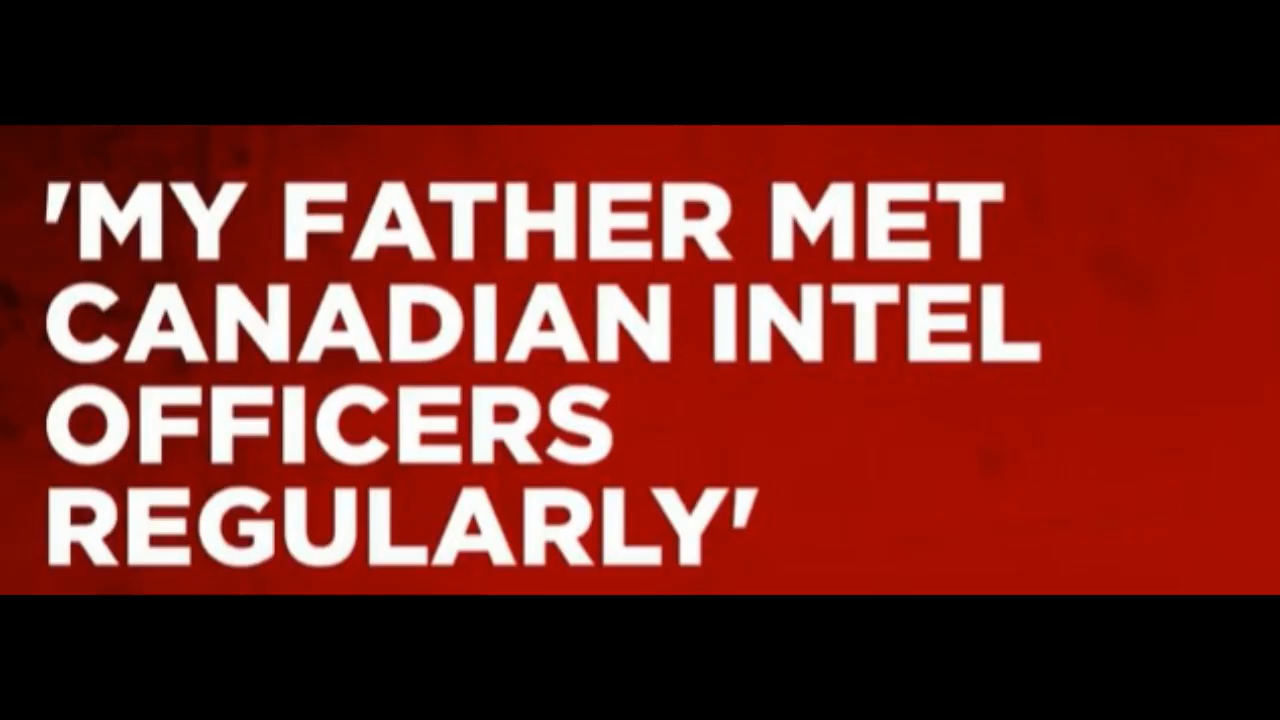 'MY FATHER MET
CANADIAN INTEL
OFFICERS
REGULARLY'